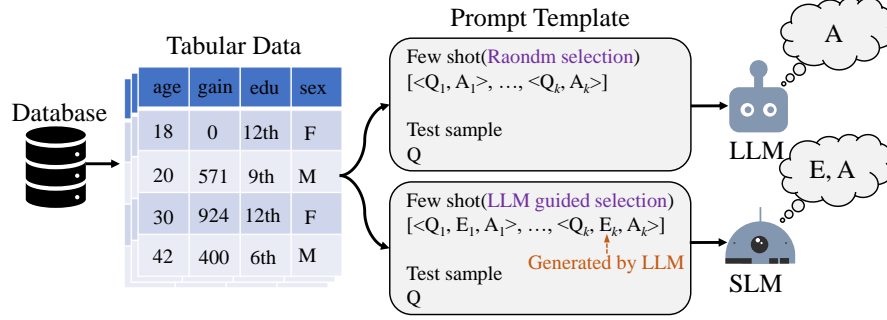 Prompt Template
Tabular Data
Database
age gain edu sex
18 0 12th F
20 571 9th M
30 924 12th F
42 400 6th M
Few shot(Raondm selection)
[<Q1, A1>, …, <Qk, Ak>]
Test sample
Q
A
LLM
Few shot(LLM guided selection)
[<Q1, E1, A1>, …, <Qk, Ek, Ak>]
Generated by LLM
Test sample
Q
E, A
SLM